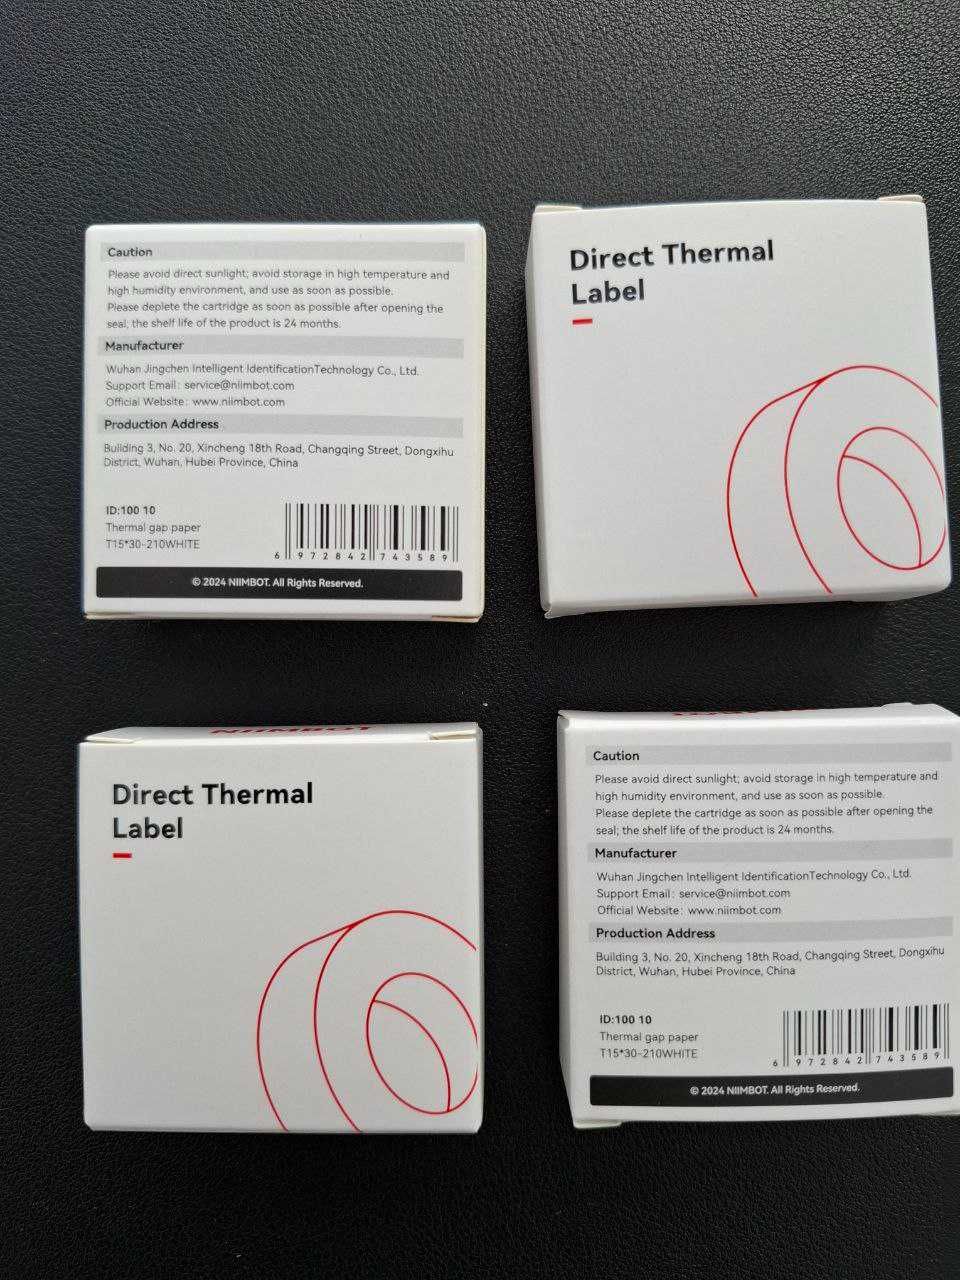 Caution
Please avoid direct sunlight; avoid storage in high temperature and
high humidity environment, and use as soon as possible.
Please deplete the cartridge as soon as possible after opening the
seal; the shelf life of the product is 24 months.
Manufacturer
Wuhan Jingchen Intelligent IdentificationTechnology Co., Ltd.
Support Email: service@niimbot.com
Official Website: www.niimbot.com
Production Address
Building 3, No. 20, Xincheng 18th Road, Changqing Street, Dongxihu
District, Wuhan, Hubei Province, China
ID:100 10
Thermal gap paper
T15*30-210WHITE
6 972842 743589
© 2024 NIIMBOT. All Rights Reserved.
Direct Thermal
Label
NIIMBOT
Direct Thermal
Label
Caution
Please avoid direct sunlight; avoid storage in high temperature and
high humidity environment, and use as soon as possible.
Please deplete the cartridge as soon as possible after opening the
seal; the shelf life of the product is 24 months.
Manufacturer
Wuhan Jingchen Intelligent IdentificationTechnology Co., Ltd.
Support Email: service@niimbot.com
Official Website: www.niimbot.com
Production Address
Building 3, No. 20, Xincheng 18th Road, Changqing Street, Dongxihu
District, Wuhan, Hubei Province, China
ID:100 10
Thermal gap paper
T15*30-210WHITE
6 972842 743589
© 2024 NIIMBOT. All Rights Reserved.